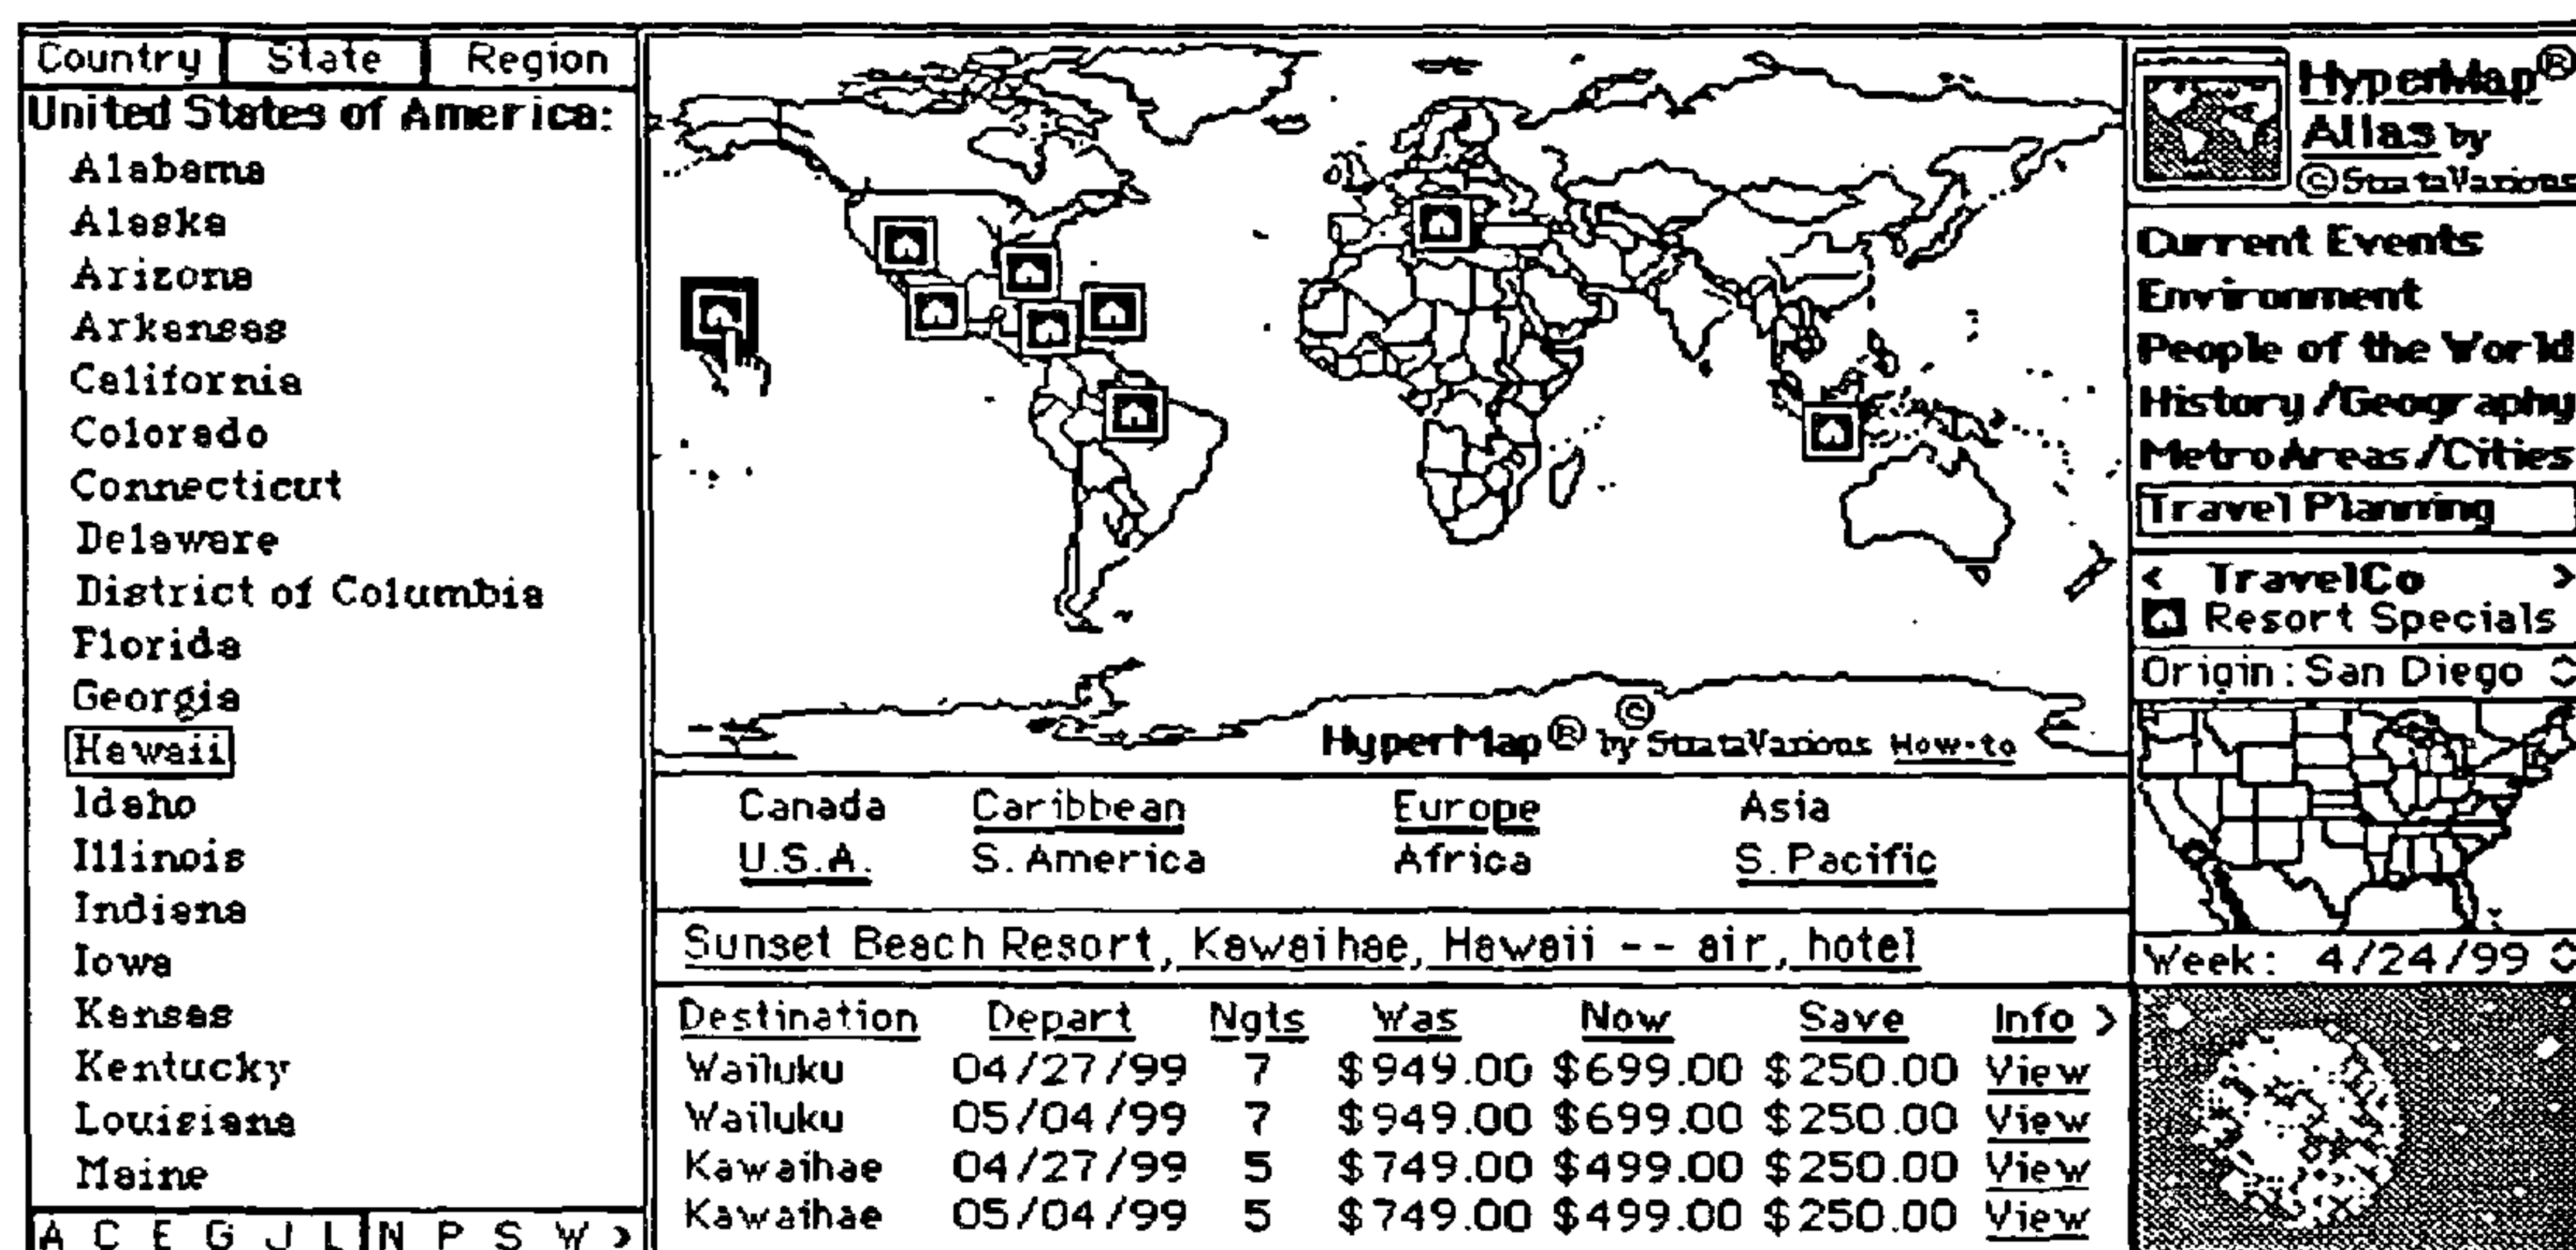 Country State Region
United States of America:
Alabama
Alaska
Arizona
Arkansas
California
Colorado
Connecticut
Delaware
District of Columbia
Florida
Georgia
Hawaii
Idaho
Illinois
Indiana
Iowa
Kansas
Kentucky
Louisiana
Maine
A C E G J L N P S W >
HyperMap® by StrataVarious How-to
©
Canada Caribbean Europe Asia
U.S.A. S. America Africa S. Pacific
Sunset Beach Resort, Kawaihae, Hawaii -- air, hotel
Destination Depart Ngts Was Now Save Info >
Wailuku 04/27/99 7 $949.00 $699.00 $250.00 View
Wailuku 05/04/99 7 $949.00 $699.00 $250.00 View
Kawaihae 04/27/99 5 $749.00 $499.00 $250.00 View
Kawaihae 05/04/99 5 $749.00 $499.00 $250.00 View
HyperMap®
Atlas by
©StrataVarious
Current Events
Environment
People of the World
History/Geography
MetroAreas/Cities
Travel Planning
< TravelCo >
Resort Specials
Origin: San Diego
Week: 4/24/99